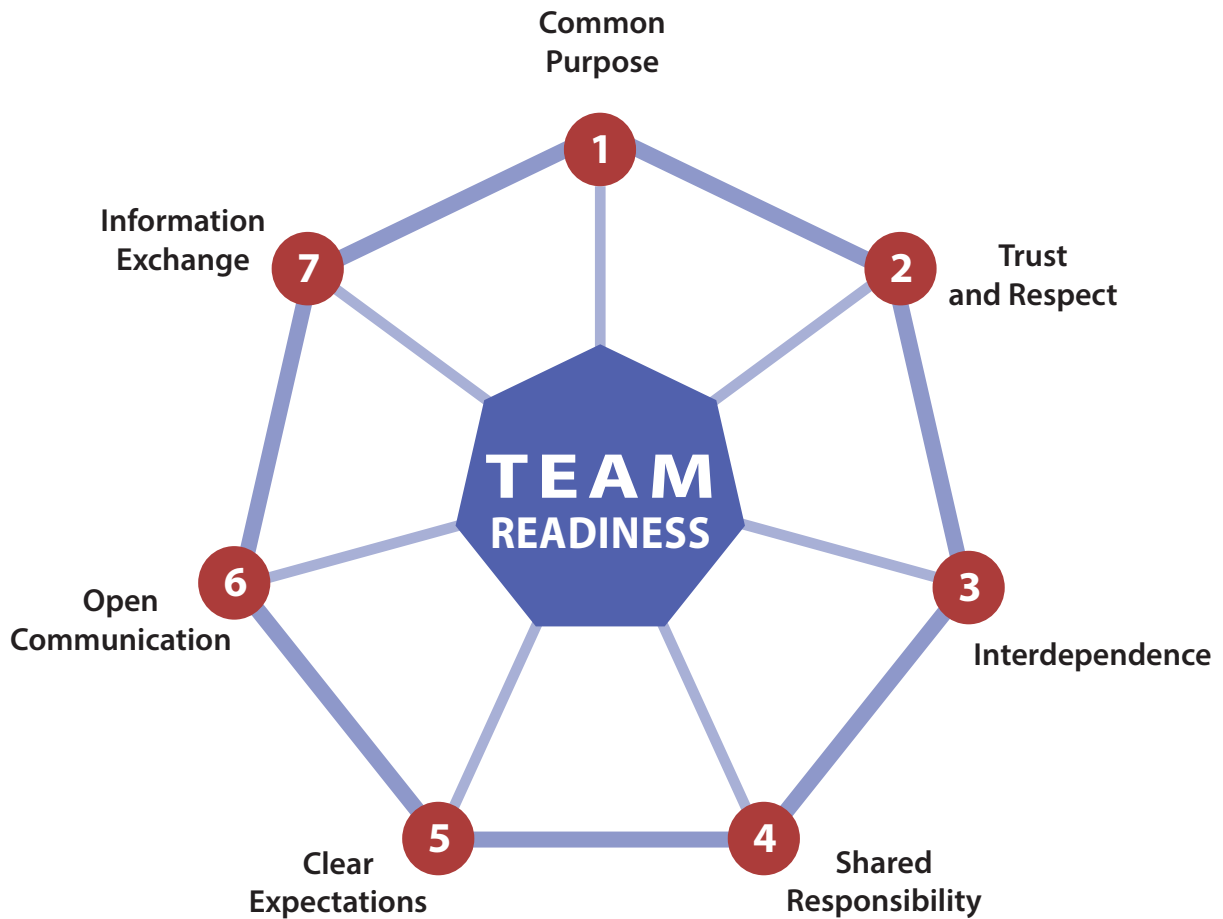 Common
Purpose
1
Information
Exchange
7
2
Trust
and Respect
TEAM
READINESS
6
Open
Communication
3
Interdependence
5
Clear
Expectations
4
Shared
Responsibility